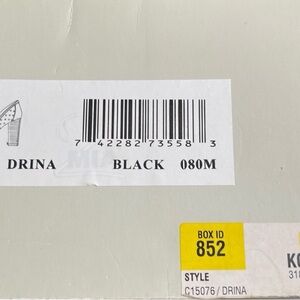 7 42282 73558 3
DRINA BLACK 080M
BOX ID
852
STYLE
C15076 / DRINA